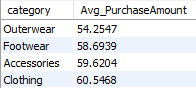 category Avg_PurchaseAmount
Outerwear 54.2547
Footwear 58.6939
Accessories 59.6204
Clothing 60.5468